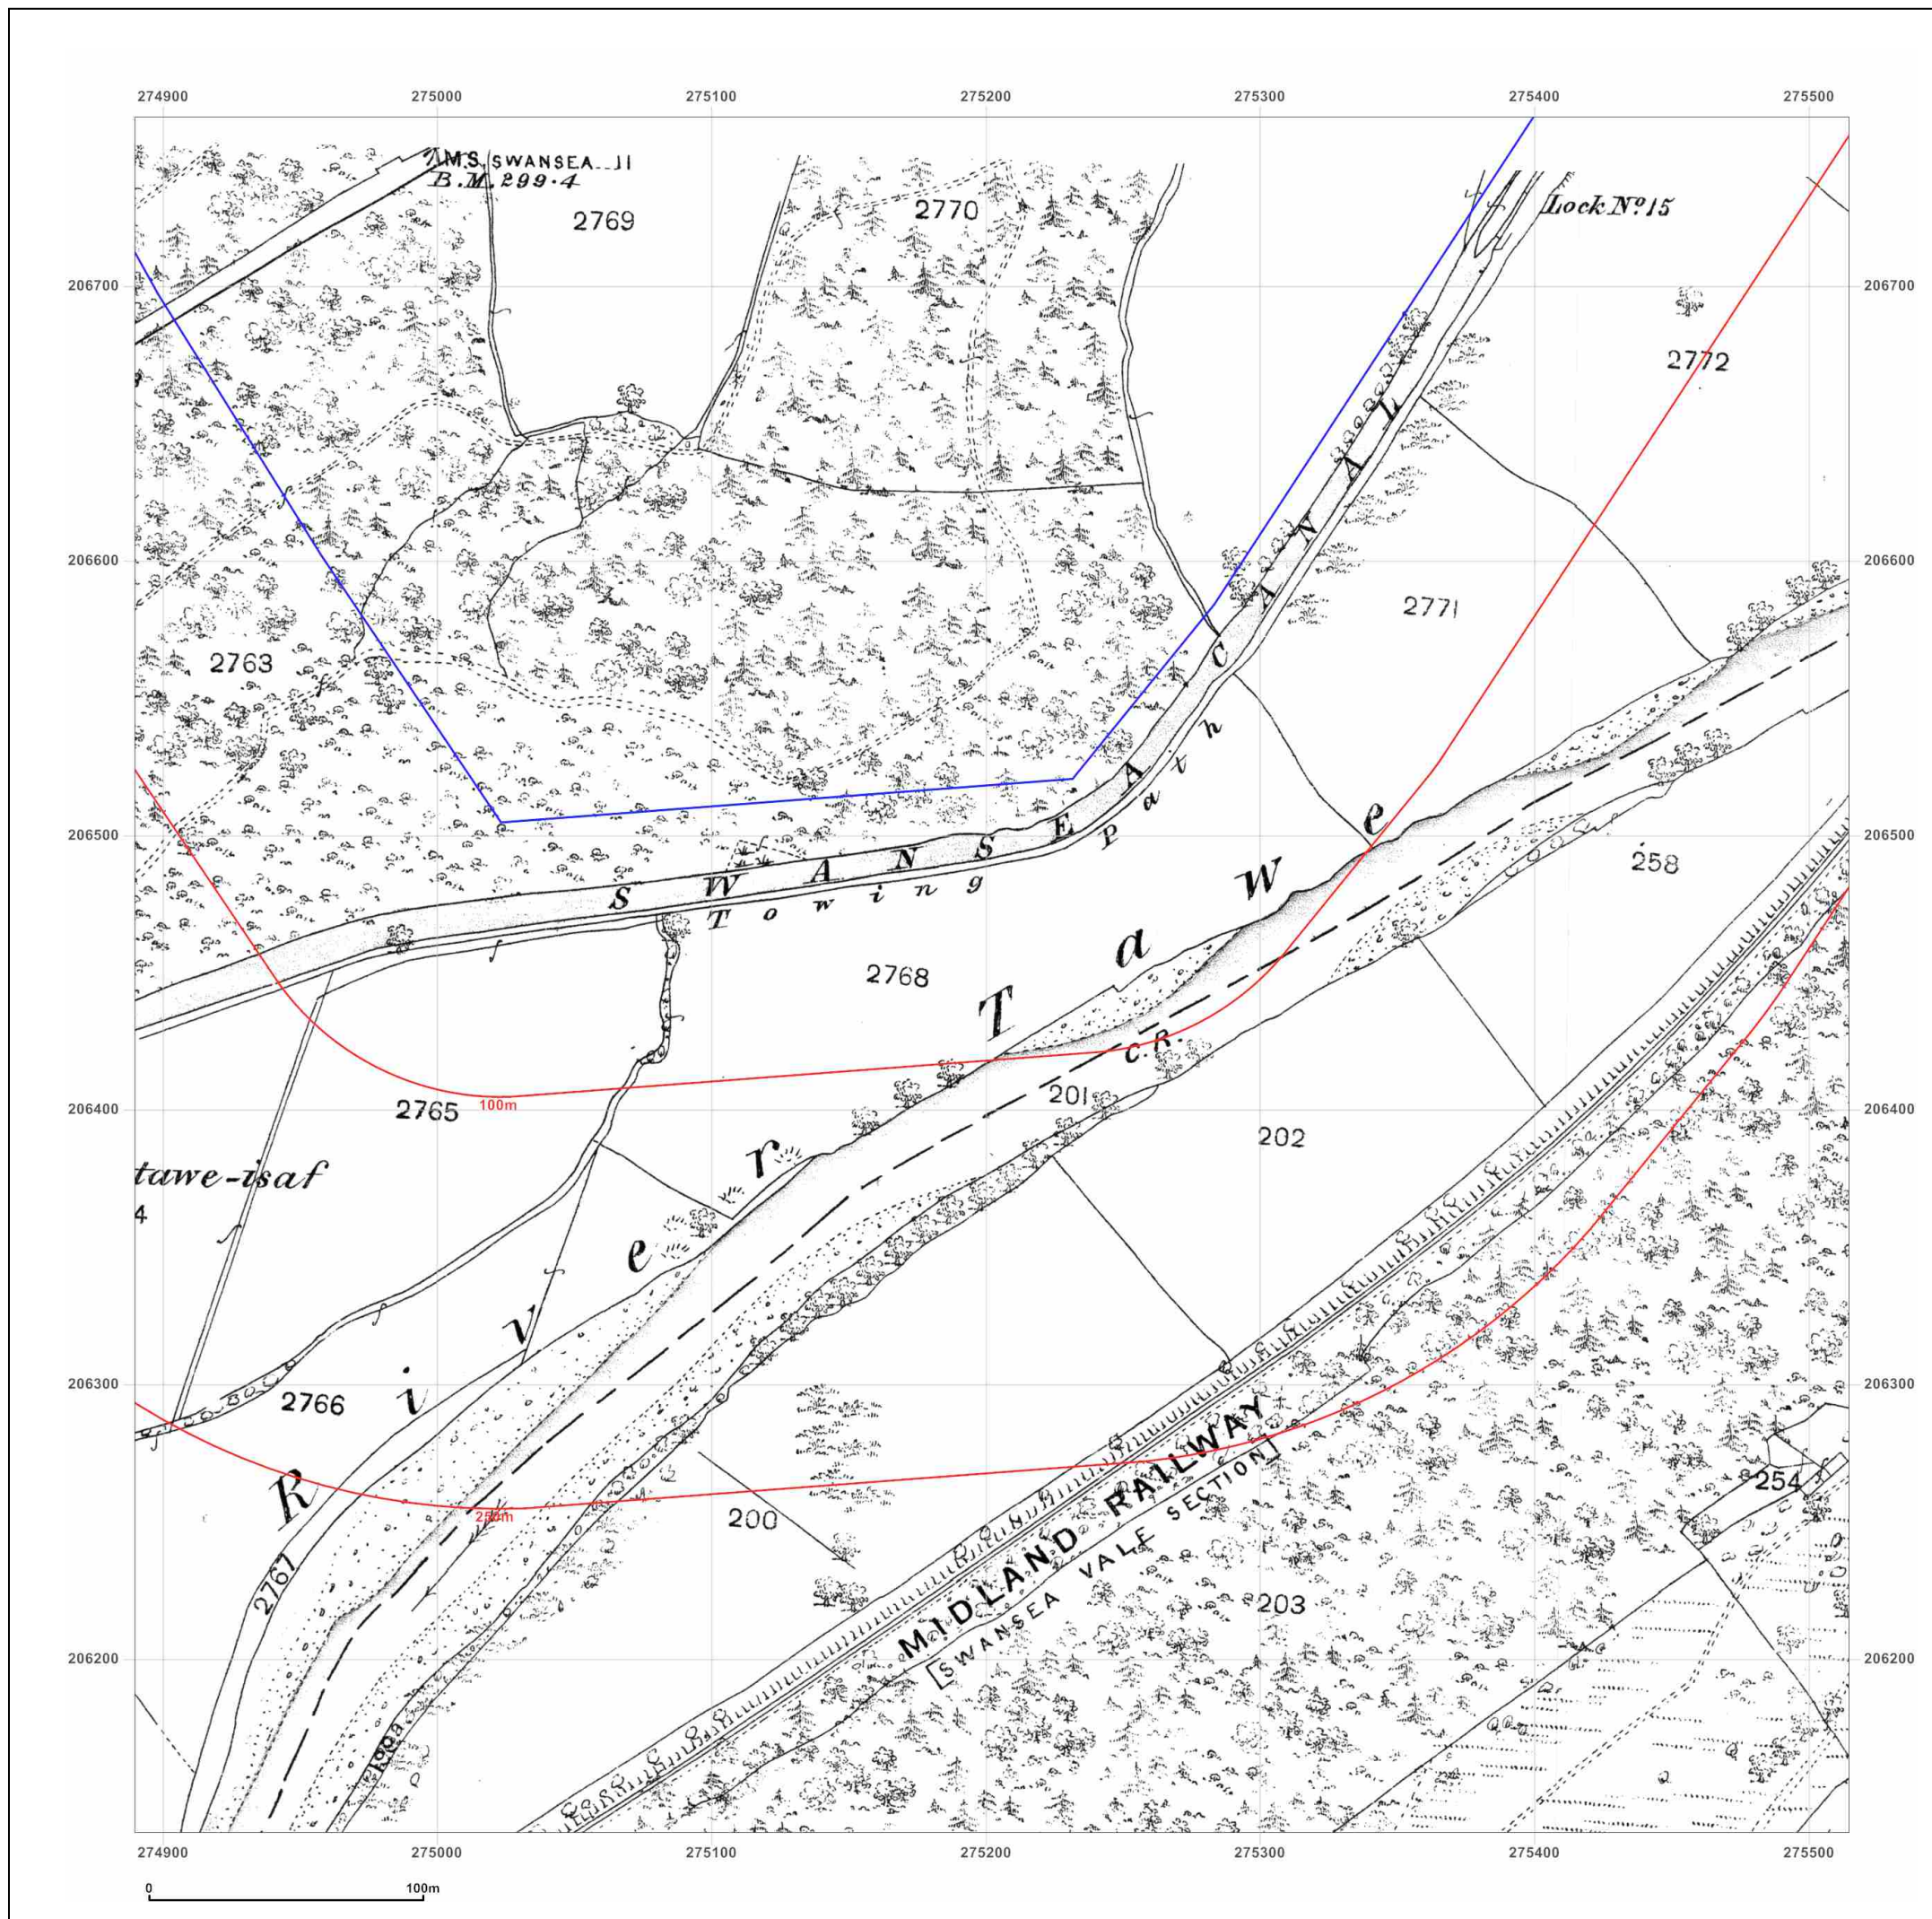 274900 275000 275100 275200 275300 275400 275500
M.S. SWANSEA 11
B.M. 299.4
2769
2770
Lock No. 15
206700 206700
2772
206600 206600
2771
2763
SWANSEA CANAL
Towing Path
206500 206500
258
2768
River Tawe
C.R.
201
206400 206400
100m
2765
202
tawe-isaf
4
206300 206300
2766
MIDLAND RAILWAY
[SWANSEA VALE SECTION]
254
250m
200
2767
203
206200 206200
199a
274900 275000 275100 275200 275300 275400 275500
0 100m